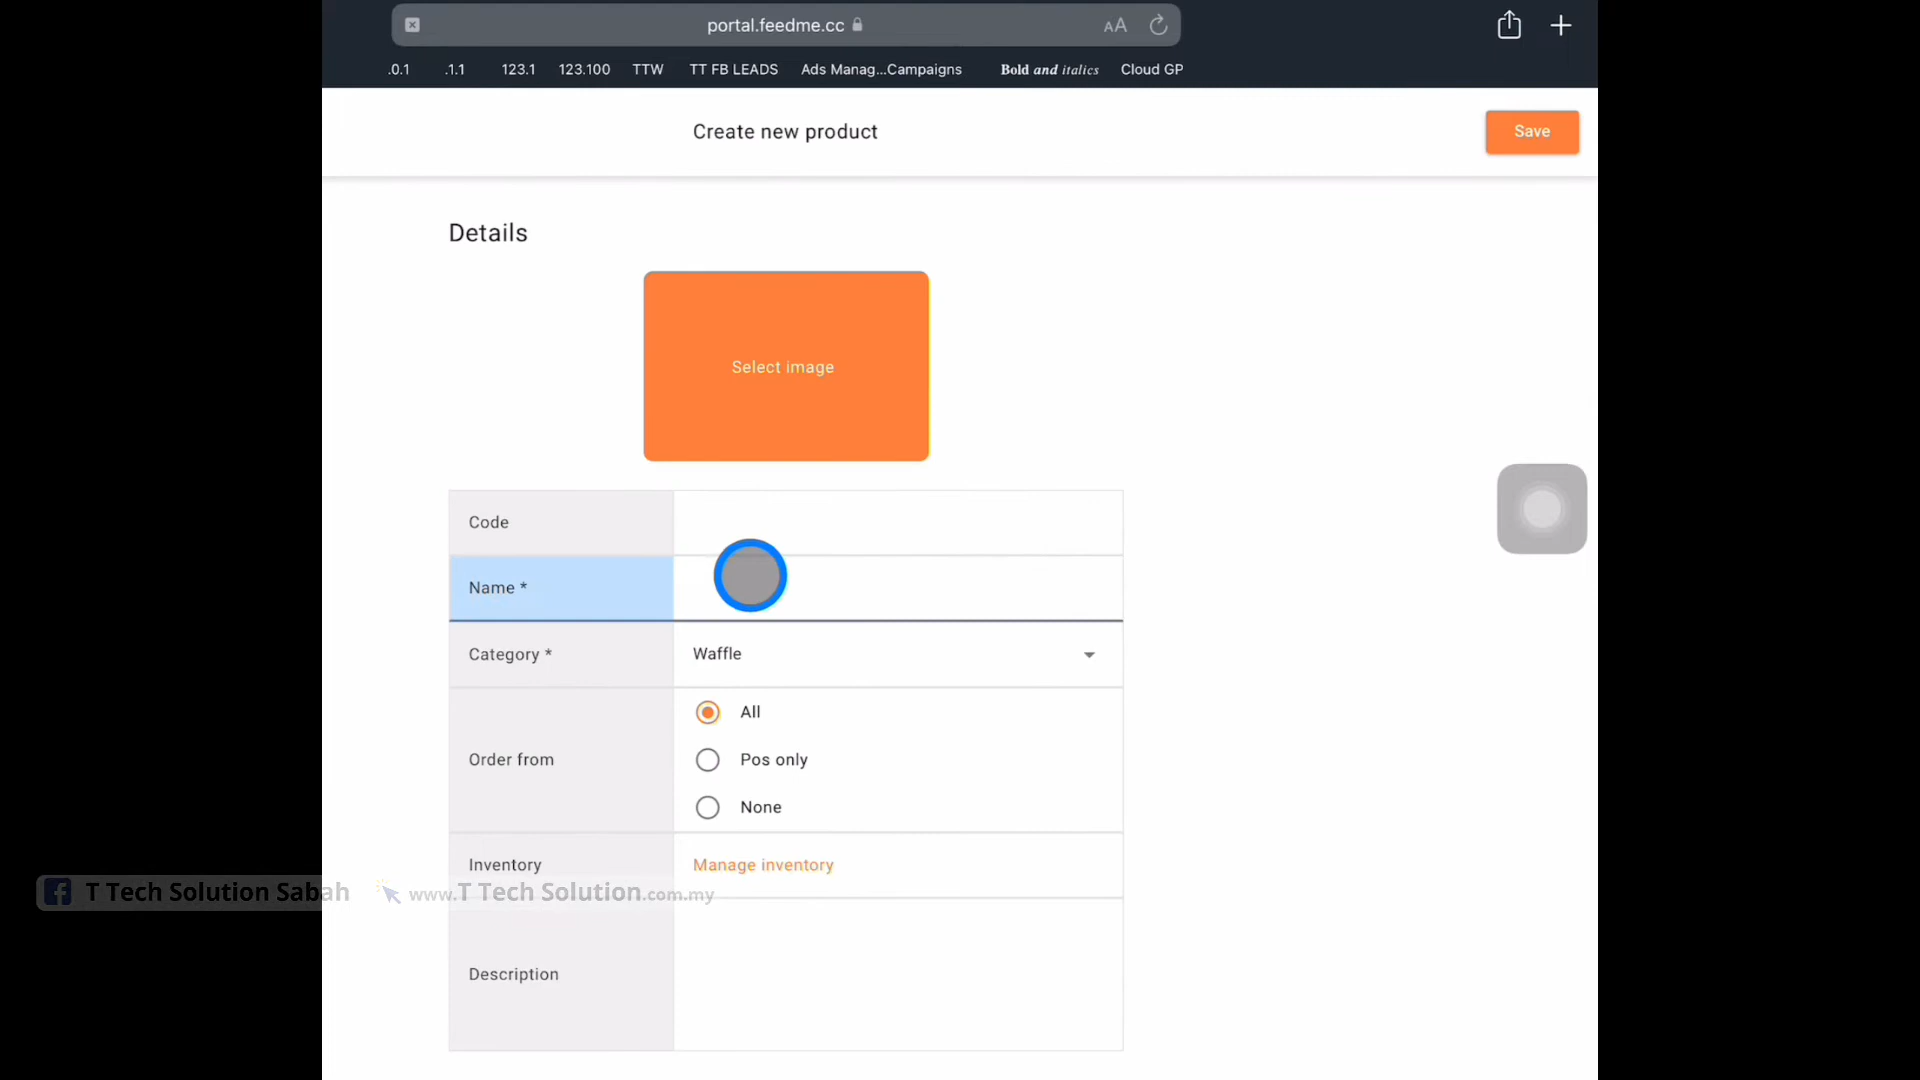 portal.feedme.cc
AA
.0.1 .1.1 123.1 123.100 TTW TT FB LEADS Ads Manag...Campaigns Bold and italics Cloud GP
Create new product
Save
Details
Select image
Code
Name *
Category * Waffle
Order from
All
Pos only
None
Inventory Manage inventory
T Tech Solution Sabah www.T Tech Solution.com.my
Description